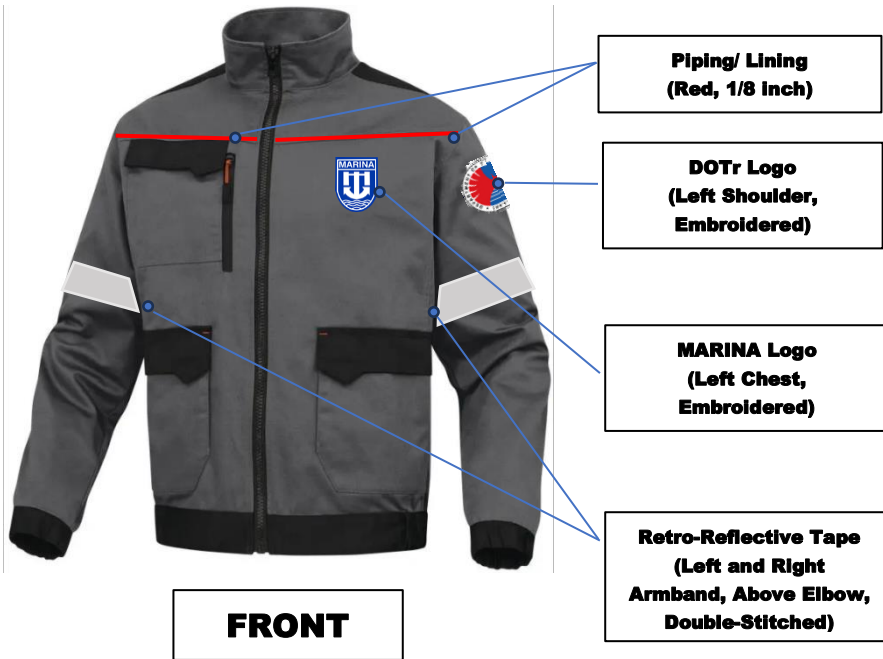 Piping/ Lining
(Red, 1/8 inch)
DOTr Logo
(Left Shoulder,
Embroidered)
MARINA
MARINA Logo
(Left Chest,
Embroidered)
Retro-Reflective Tape
(Left and Right
Armband, Above Elbow,
Double-Stitched)
FRONT